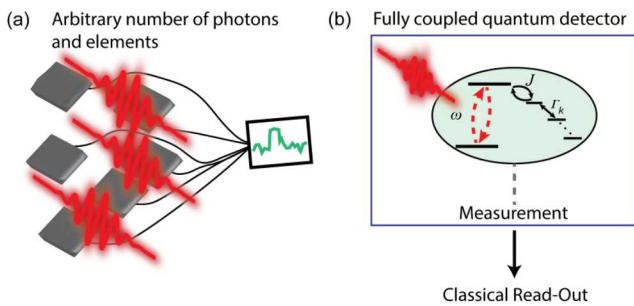 (a) Arbitrary number of photons
and elements
(b) Fully coupled quantum detector
J
ω
Γk
Measurement
Classical Read-Out